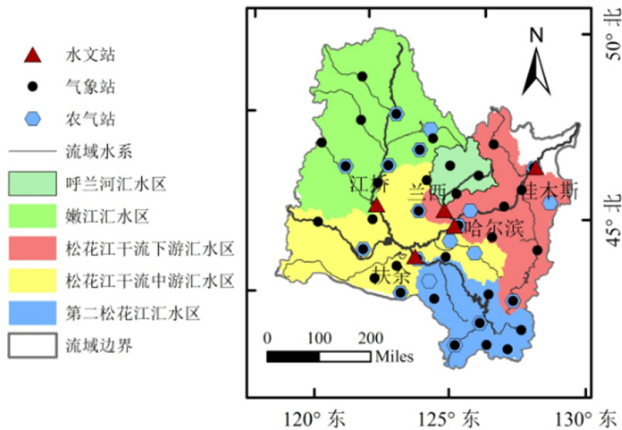 水文站
气象站
农气站
流域水系
呼兰河汇水区
嫩江汇水区
松花江干流下游汇水区
松花江干流中游汇水区
第二松花江汇水区
流域边界
N
50° 北
江桥
兰西
佳木斯
哈尔滨
45° 北
扶余
0 100 200
Miles
120° 东 125° 东 130° 东